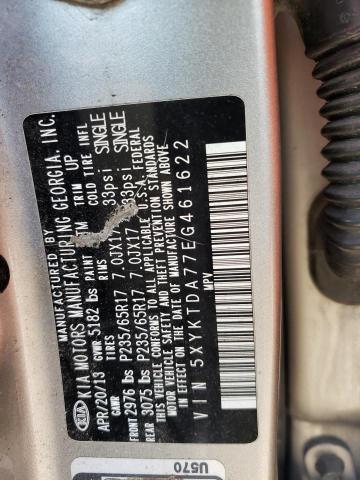 MANUFACTURED BY
KIA KIA MOTORS MANUFACTURING GEORGIA. INC.
APR/20/13 GVWR 5182 lbs PAINT TM TRIM UP
GAWR TIRES RIMS COLD TIRE INFL
FRONT 2976 lbs P235/65R17 7.0JX17 33psi SINGLE
REAR 3075 lbs P235/65R17 7.0JX17 33psi SINGLE
THIS VEHICLE CONFORMS TO ALL APPLICABLE U.S.A. FEDERAL
MOTOR VEHICLE SAFETY AND THEFT PREVENTION STANDARDS
IN EFFECT ON THE DATE OF MANUFACTURE SHOWN ABOVE
VIN 5XYKTDA77EG461622
MPV
U570